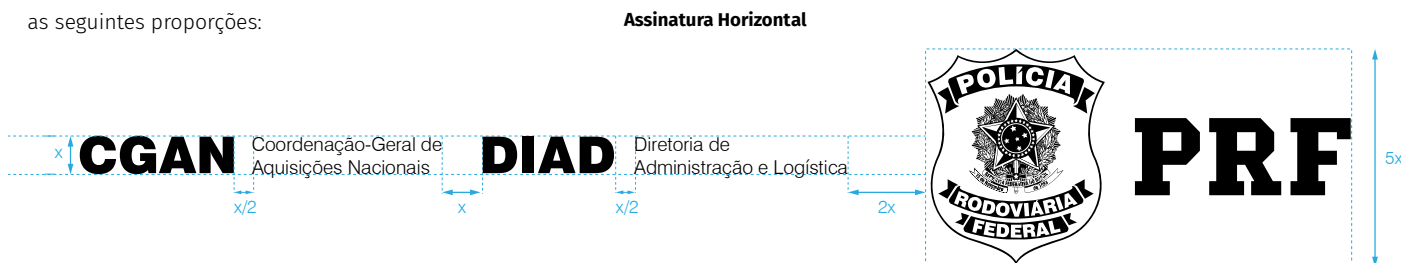 as seguintes proporções:
Assinatura Horizontal
x
CGAN
Coordenação-Geral de
Aquisições Nacionais
DIAD
Diretoria de
Administração e Logística
POLÍCIA
RODOVIÁRIA
FEDERAL
PRF
5x
x/2
x
x/2
2x